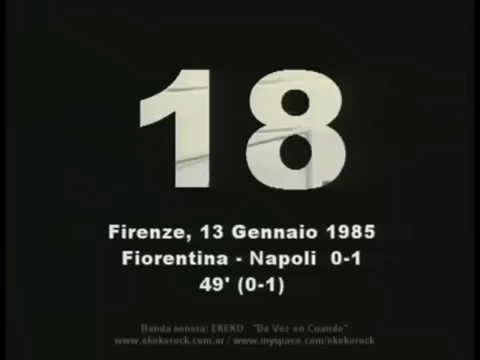 18
Firenze, 13 Gennaio 1985
Fiorentina - Napoli 0-1
49' (0-1)
Banda sonora: EKEKO "De Vez en Cuando"
www.ekekorock.com.ar / www.myspace.com/ekekorock